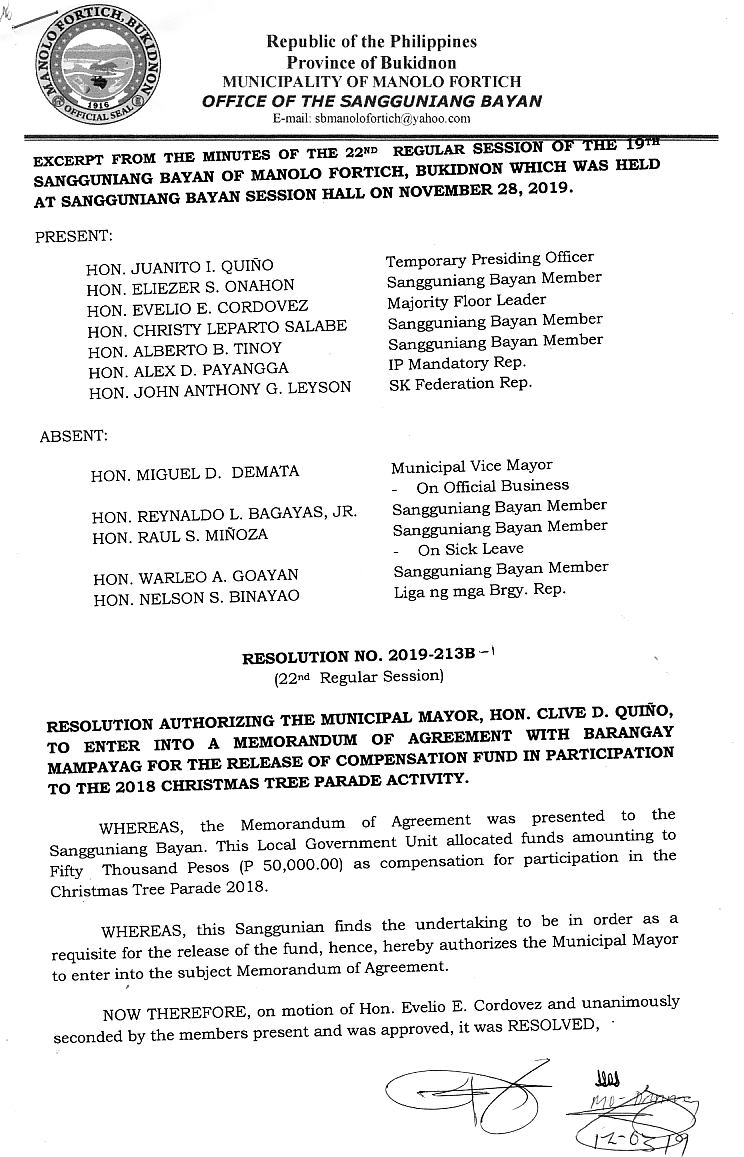 MANOLO FORTICH, BUKIDNON
1916
OFFICIAL SEAL
Republic of the Philippines
Province of Bukidnon
MUNICIPALITY OF MANOLO FORTICH
OFFICE OF THE SANGGUNIANG BAYAN
E-mail: sbmanolofortich@yahoo.com
EXCERPT FROM THE MINUTES OF THE 22ND REGULAR SESSION OF THE 19TH
SANGGUNIANG BAYAN OF MANOLO FORTICH, BUKIDNON WHICH WAS HELD
AT SANGGUNIANG BAYAN SESSION HALL ON NOVEMBER 28, 2019.
PRESENT:
HON. JUANITO I. QUIÑO Temporary Presiding Officer
HON. ELIEZER S. ONAHON Sangguniang Bayan Member
HON. EVELIO E. CORDOVEZ Majority Floor Leader
HON. CHRISTY LEPARTO SALABE Sangguniang Bayan Member
HON. ALBERTO B. TINOY Sangguniang Bayan Member
HON. ALEX D. PAYANGGA IP Mandatory Rep.
HON. JOHN ANTHONY G. LEYSON SK Federation Rep.
ABSENT:
HON. MIGUEL D. DEMATA Municipal Vice Mayor
- On Official Business
HON. REYNALDO L. BAGAYAS, JR. Sangguniang Bayan Member
HON. RAUL S. MIÑOZA Sangguniang Bayan Member
- On Sick Leave
HON. WARLEO A. GOAYAN Sangguniang Bayan Member
HON. NELSON S. BINAYAO Liga ng mga Brgy. Rep.
RESOLUTION NO. 2019-213B-1
(22nd Regular Session)
RESOLUTION AUTHORIZING THE MUNICIPAL MAYOR, HON. CLIVE D. QUIÑO,
TO ENTER INTO A MEMORANDUM OF AGREEMENT WITH BARANGAY
MAMPAYAG FOR THE RELEASE OF COMPENSATION FUND IN PARTICIPATION
TO THE 2018 CHRISTMAS TREE PARADE ACTIVITY.
WHEREAS, the Memorandum of Agreement was presented to the
Sangguniang Bayan. This Local Government Unit allocated funds amounting to
Fifty Thousand Pesos (P 50,000.00) as compensation for participation in the
Christmas Tree Parade 2018.
WHEREAS, this Sanggunian finds the undertaking to be in order as a
requisite for the release of the fund, hence, hereby authorizes the Municipal Mayor
to enter into the subject Memorandum of Agreement.
NOW THEREFORE, on motion of Hon. Evelio E. Cordovez and unanimously
seconded by the members present and was approved, it was RESOLVED,
12-03-19